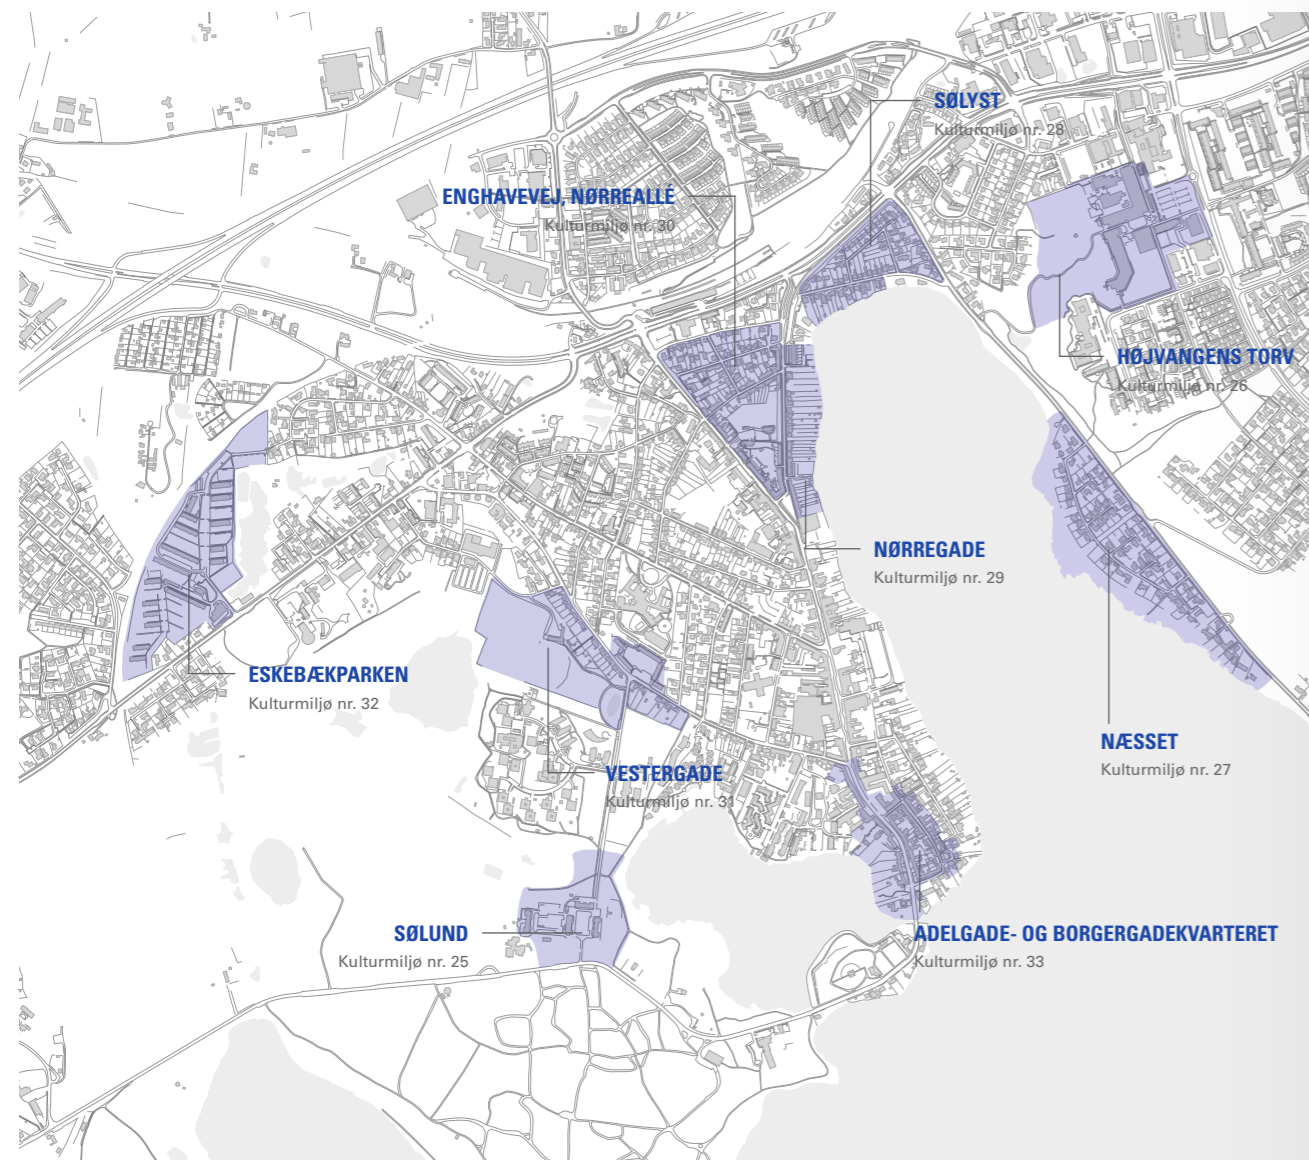 SØLYST
Kulturmiljø nr. 28
ENGHAVEVEJ, NØRREALLÉ
Kulturmiljø nr. 30
HØJVANGENS TORV
Kulturmiljø nr. 26
NØRREGADE
Kulturmiljø nr. 29
ESKEBÆKPARKEN
Kulturmiljø nr. 32
NÆSSET
Kulturmiljø nr. 27
VESTERGADE
Kulturmiljø nr. 31
SØLUND
Kulturmiljø nr. 25
ADELGADE- OG BORGERGADEKVARTERET
Kulturmiljø nr. 33